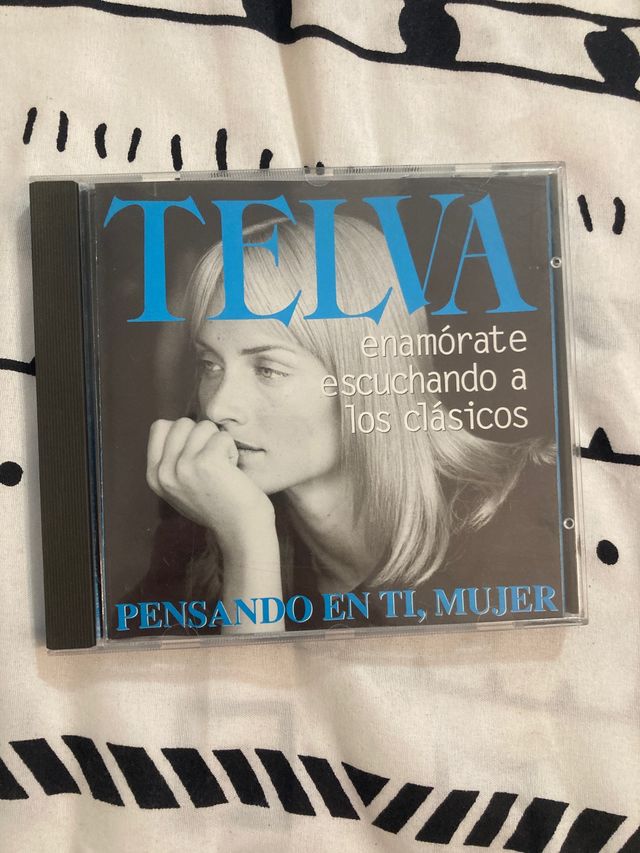 TELVA
enamórate
escuchando a
los clásicos
PENSANDO EN TI, MUJER